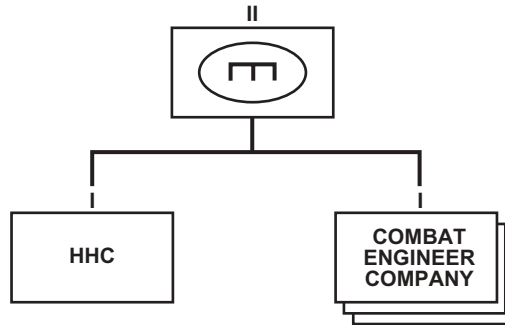 II
I
I
HHC
COMBAT
ENGINEER
COMPANY